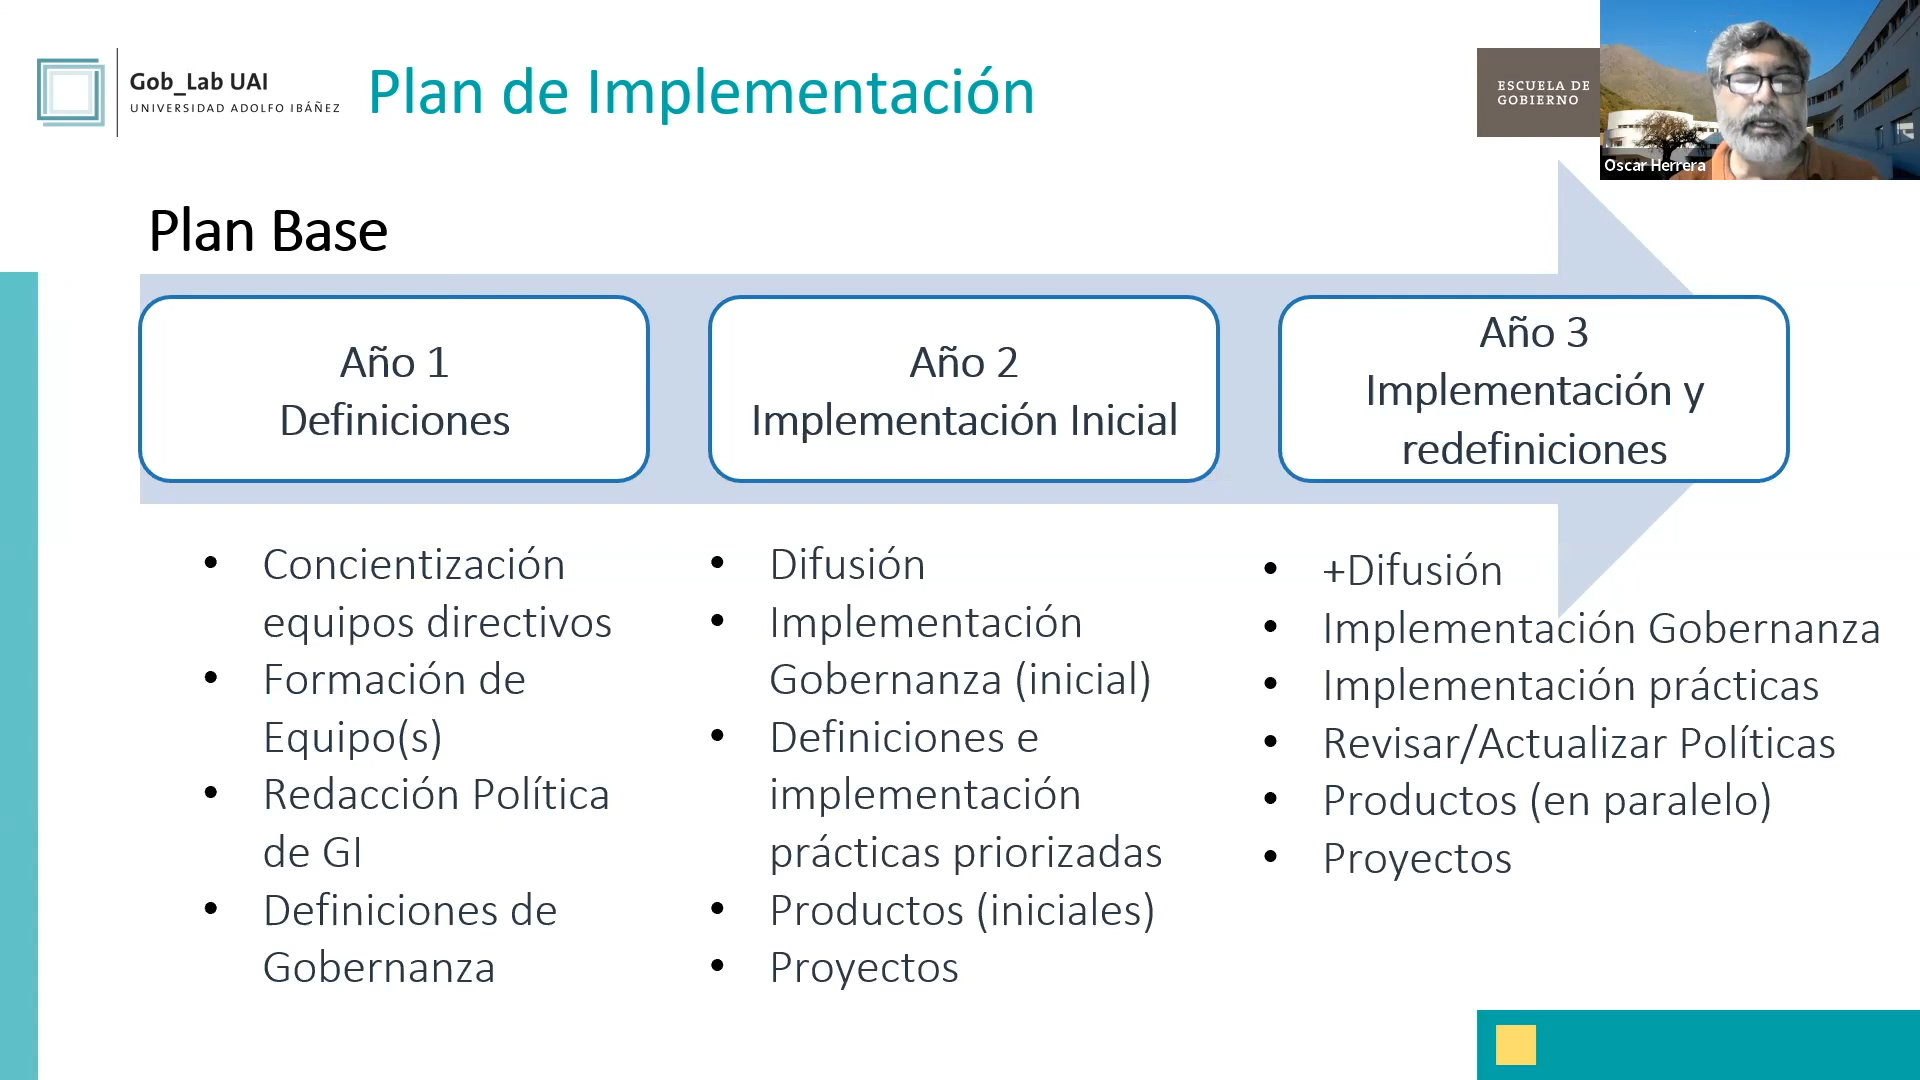 Gob_Lab UAI
UNIVERSIDAD ADOLFO IBÁÑEZ
Plan de Implementación
ESCUELA DE
GOBIERNO
Oscar Herrera
Plan Base
Año 1
Definiciones
Año 2
Implementación Inicial
Año 3
Implementación y
redefiniciones
• Concientización
equipos directivos
• Formación de
Equipo(s)
• Redacción Política
de GI
• Definiciones de
Gobernanza
• Difusión
• Implementación
Gobernanza (inicial)
• Definiciones e
implementación
prácticas priorizadas
• Productos (iniciales)
• Proyectos
• +Difusión
• Implementación Gobernanza
• Implementación prácticas
• Revisar/Actualizar Políticas
• Productos (en paralelo)
• Proyectos